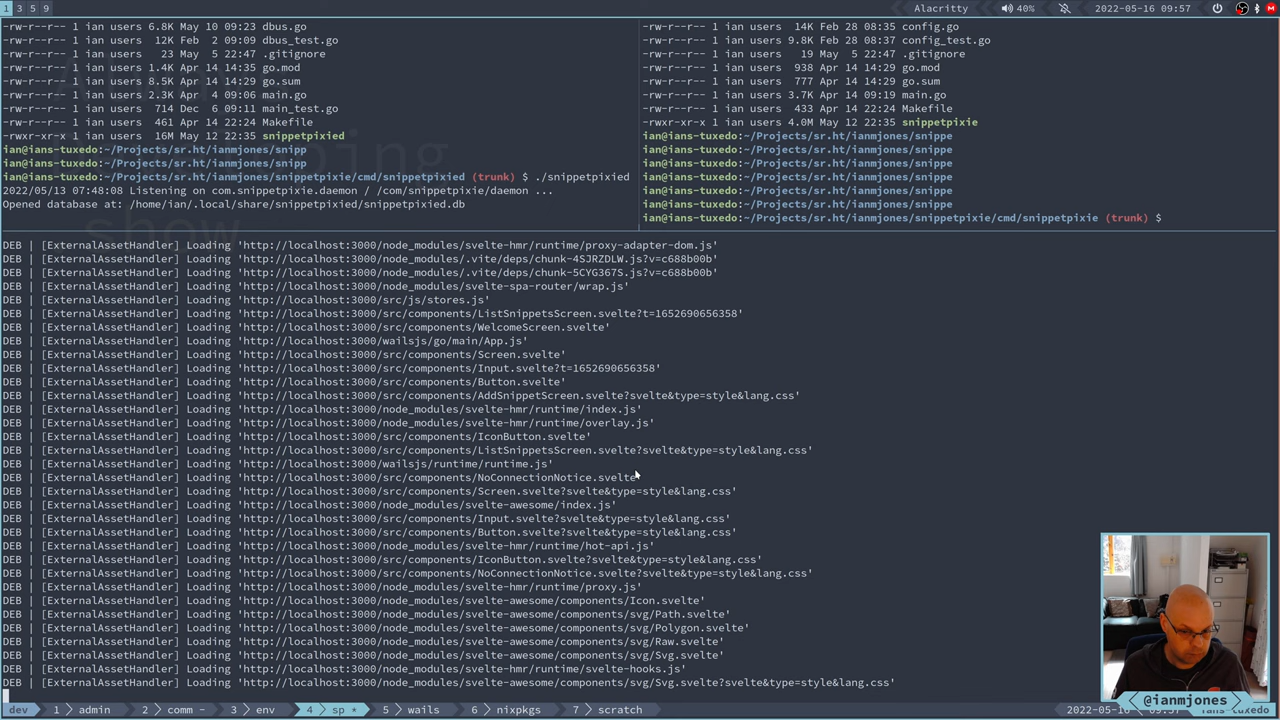 1 3 5 9 Alacritty 40% 2022-05-16 09:57
-rw-r--r-- 1 ian users 6.8K May 10 09:23 dbus.go
-rw-r--r-- 1 ian users 12K Feb 2 09:09 dbus_test.go
-rw-r--r-- 1 ian users 23 May 5 22:47 .gitignore
-rw-r--r-- 1 ian users 1.4K Apr 14 14:35 go.mod
-rw-r--r-- 1 ian users 8.5K Apr 14 14:29 go.sum
-rw-r--r-- 1 ian users 2.3K Apr 4 09:06 main.go
-rw-r--r-- 1 ian users 714 Dec 6 09:11 main_test.go
-rw-r--r-- 1 ian users 461 Apr 14 22:24 Makefile
-rwxr-xr-x 1 ian users 16M May 12 22:35 snippetpixied
ian@ians-tuxedo:~/Projects/sr.ht/ianmjones/snipp
ian@ians-tuxedo:~/Projects/sr.ht/ianmjones/snipp
ian@ians-tuxedo:~/Projects/sr.ht/ianmjones/snippetpixie/cmd/snippetpixied (trunk) $ ./snippetpixied
2022/05/13 07:48:08 Listening on com.snippetpixie.daemon / /com/snippetpixie/daemon ...
Opened database at: /home/ian/.local/share/snippetpixied/snippetpixied.db
show
-rw-r--r-- 1 ian users 14K Feb 28 08:35 config.go
-rw-r--r-- 1 ian users 9.8K Feb 28 08:37 config_test.go
-rw-r--r-- 1 ian users 19 May 5 22:47 .gitignore
-rw-r--r-- 1 ian users 938 Apr 14 14:29 go.mod
-rw-r--r-- 1 ian users 777 Apr 14 14:29 go.sum
-rw-r--r-- 1 ian users 3.7K Apr 14 09:19 main.go
-rw-r--r-- 1 ian users 433 Apr 14 22:24 Makefile
-rwxr-xr-x 1 ian users 4.0M May 12 22:35 snippetpixie
ian@ians-tuxedo:~/Projects/sr.ht/ianmjones/snippe
ian@ians-tuxedo:~/Projects/sr.ht/ianmjones/snippe
ian@ians-tuxedo:~/Projects/sr.ht/ianmjones/snippe
ian@ians-tuxedo:~/Projects/sr.ht/ianmjones/snippe
ian@ians-tuxedo:~/Projects/sr.ht/ianmjones/snippe
ian@ians-tuxedo:~/Projects/sr.ht/ianmjones/snippe
ian@ians-tuxedo:~/Projects/sr.ht/ianmjones/snippetpixie/cmd/snippetpixie (trunk) $
DEB | [ExternalAssetHandler] Loading 'http://localhost:3000/node_modules/svelte-hmr/runtime/proxy-adapter-dom.js'
DEB | [ExternalAssetHandler] Loading 'http://localhost:3000/node_modules/.vite/deps/chunk-4SJRZDLW.js?v=c688b00b'
DEB | [ExternalAssetHandler] Loading 'http://localhost:3000/node_modules/.vite/deps/chunk-5CYG367S.js?v=c688b00b'
DEB | [ExternalAssetHandler] Loading 'http://localhost:3000/node_modules/svelte-spa-router/wrap.js'
DEB | [ExternalAssetHandler] Loading 'http://localhost:3000/src/js/stores.js'
DEB | [ExternalAssetHandler] Loading 'http://localhost:3000/src/components/ListSnippetsScreen.svelte?t=1652690656358'
DEB | [ExternalAssetHandler] Loading 'http://localhost:3000/src/components/WelcomeScreen.svelte'
DEB | [ExternalAssetHandler] Loading 'http://localhost:3000/wailsjs/go/main/App.js'
DEB | [ExternalAssetHandler] Loading 'http://localhost:3000/src/components/Screen.svelte'
DEB | [ExternalAssetHandler] Loading 'http://localhost:3000/src/components/Input.svelte?t=1652690656358'
DEB | [ExternalAssetHandler] Loading 'http://localhost:3000/src/components/Button.svelte'
DEB | [ExternalAssetHandler] Loading 'http://localhost:3000/src/components/AddSnippetScreen.svelte?svelte&type=style&lang.css'
DEB | [ExternalAssetHandler] Loading 'http://localhost:3000/node_modules/svelte-hmr/runtime/index.js'
DEB | [ExternalAssetHandler] Loading 'http://localhost:3000/node_modules/svelte-hmr/runtime/overlay.js'
DEB | [ExternalAssetHandler] Loading 'http://localhost:3000/src/components/IconButton.svelte'
DEB | [ExternalAssetHandler] Loading 'http://localhost:3000/src/components/ListSnippetsScreen.svelte?svelte&type=style&lang.css'
DEB | [ExternalAssetHandler] Loading 'http://localhost:3000/wailsjs/runtime/runtime.js'
DEB | [ExternalAssetHandler] Loading 'http://localhost:3000/src/components/NoConnectionNotice.svelte'
DEB | [ExternalAssetHandler] Loading 'http://localhost:3000/src/components/Screen.svelte?svelte&type=style&lang.css'
DEB | [ExternalAssetHandler] Loading 'http://localhost:3000/node_modules/svelte-awesome/index.js'
DEB | [ExternalAssetHandler] Loading 'http://localhost:3000/src/components/Input.svelte?svelte&type=style&lang.css'
DEB | [ExternalAssetHandler] Loading 'http://localhost:3000/src/components/Button.svelte?svelte&type=style&lang.css'
DEB | [ExternalAssetHandler] Loading 'http://localhost:3000/node_modules/svelte-hmr/runtime/hot-api.js'
DEB | [ExternalAssetHandler] Loading 'http://localhost:3000/src/components/IconButton.svelte?svelte&type=style&lang.css'
DEB | [ExternalAssetHandler] Loading 'http://localhost:3000/src/components/NoConnectionNotice.svelte?svelte&type=style&lang.css'
DEB | [ExternalAssetHandler] Loading 'http://localhost:3000/node_modules/svelte-hmr/runtime/proxy.js'
DEB | [ExternalAssetHandler] Loading 'http://localhost:3000/node_modules/svelte-awesome/components/Icon.svelte'
DEB | [ExternalAssetHandler] Loading 'http://localhost:3000/node_modules/svelte-awesome/components/svg/Path.svelte'
DEB | [ExternalAssetHandler] Loading 'http://localhost:3000/node_modules/svelte-awesome/components/svg/Polygon.svelte'
DEB | [ExternalAssetHandler] Loading 'http://localhost:3000/node_modules/svelte-awesome/components/svg/Raw.svelte'
DEB | [ExternalAssetHandler] Loading 'http://localhost:3000/node_modules/svelte-awesome/components/svg/Svg.svelte'
DEB | [ExternalAssetHandler] Loading 'http://localhost:3000/node_modules/svelte-hmr/runtime/svelte-hooks.js'
DEB | [ExternalAssetHandler] Loading 'http://localhost:3000/node_modules/svelte-awesome/components/svg/Svg.svelte?svelte&type=style&lang.css'
@ianmjones
dev 1 admin 2 comm - 3 env 4 sp * 5 wails 6 nixpkgs 7 scratch 2022-05-16